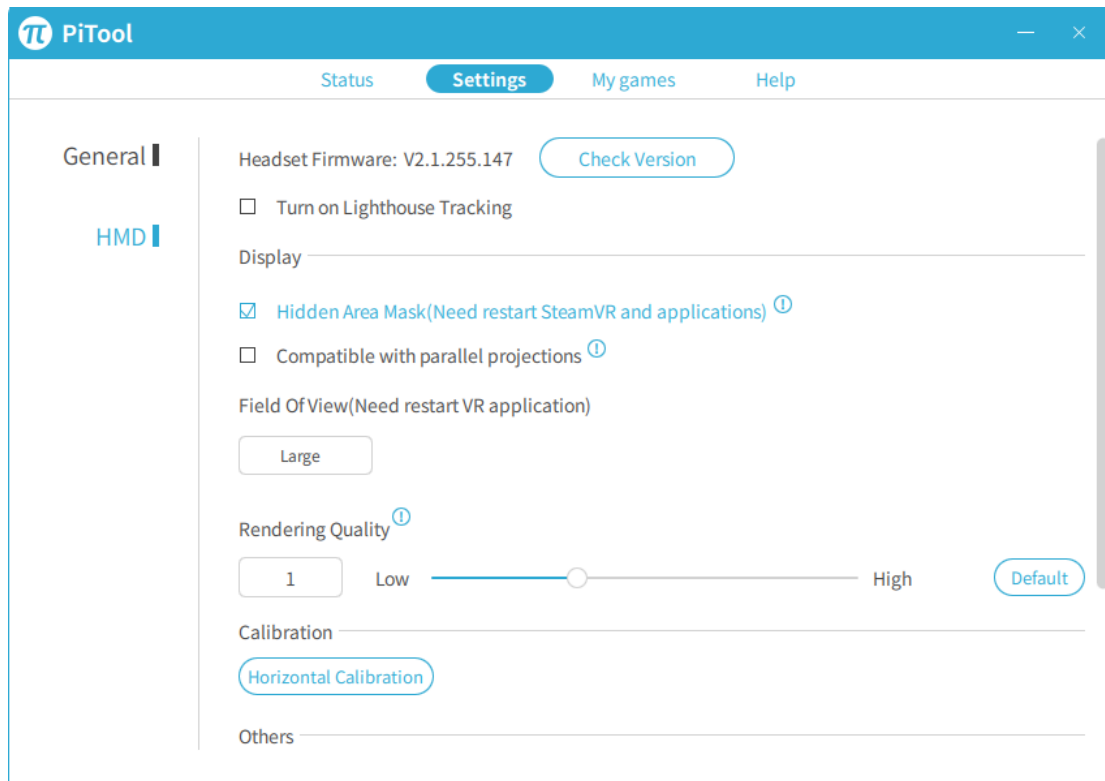 π PiTool
Status Settings My games Help
General
HMD
Headset Firmware: V2.1.255.147 Check Version
Turn on Lighthouse Tracking
Display
Hidden Area Mask(Need restart SteamVR and applications)
Compatible with parallel projections
Field Of View(Need restart VR application)
Large
Rendering Quality
1 Low High Default
Calibration
Horizontal Calibration
Others